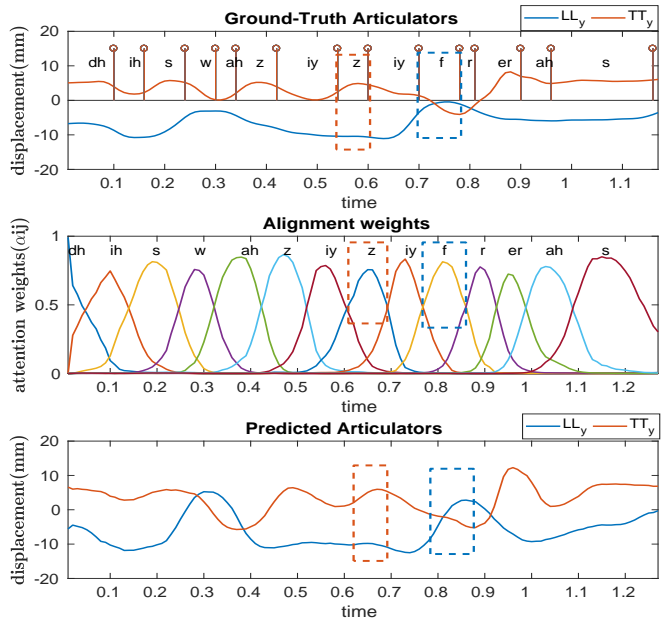 Ground-Truth Articulators
LL_y TT_y
20
10
0
-10
-20
displacement(mm)
dh ih s w ah z iy z iy f r er ah s
0.1 0.2 0.3 0.4 0.5 0.6 0.7 0.8 0.9 1 1.1
time
Alignment weights
1
0.5
0
attention weights(αij)
dh ih s w ah z iy z iy f r er ah s
0.1 0.2 0.3 0.4 0.5 0.6 0.7 0.8 0.9 1 1.1 1.2
time
Predicted Articulators
LL_y TT_y
20
10
0
-10
-20
displacement(mm)
0.1 0.2 0.3 0.4 0.5 0.6 0.7 0.8 0.9 1 1.1 1.2
time